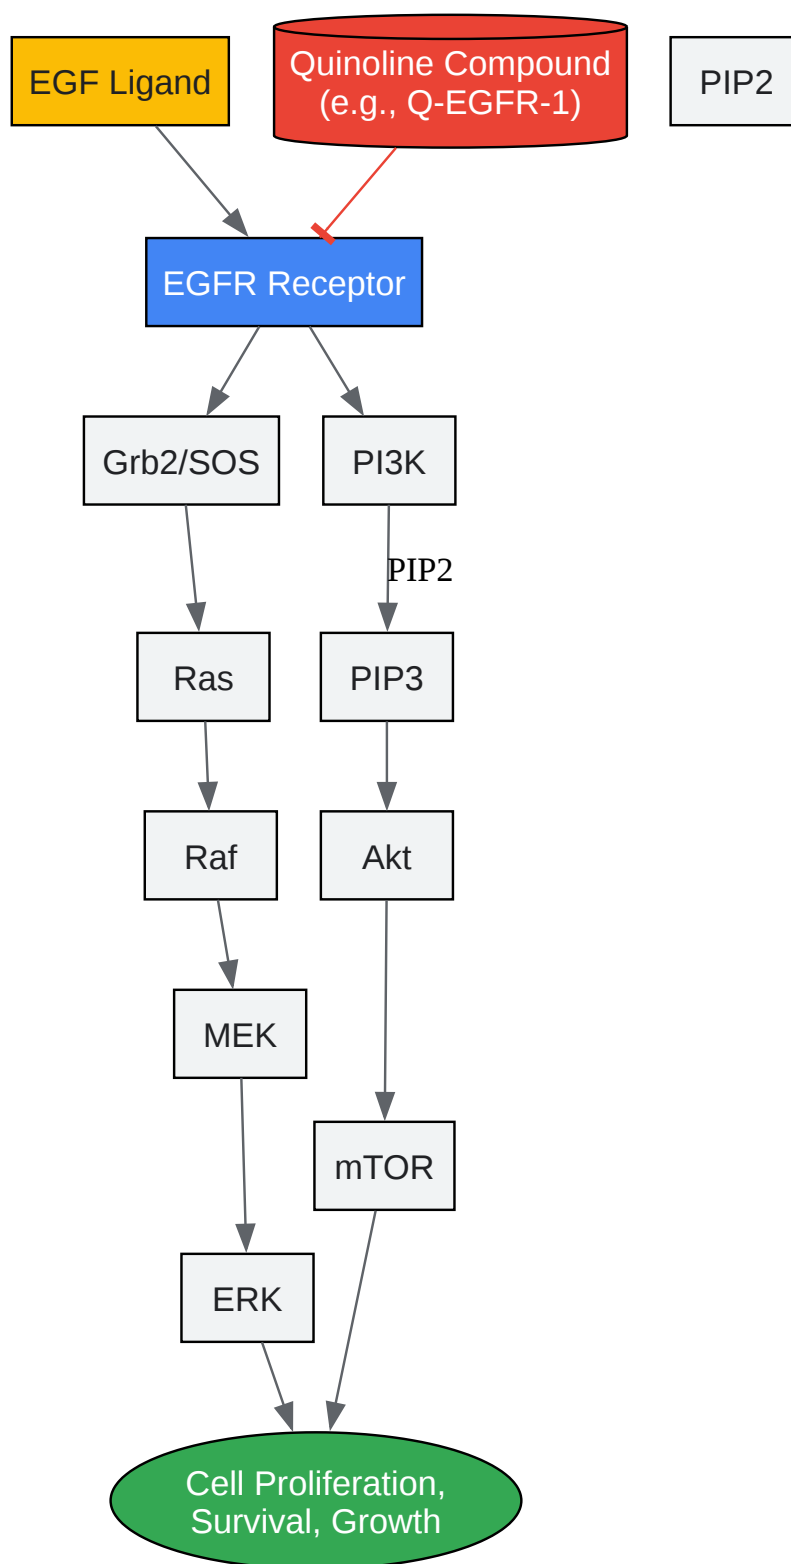 EGF Ligand
Quinoline Compound
(e.g., Q-EGFR-1)
PIP2
EGFR Receptor
Grb2/SOS
PI3K
PIP2
Ras
PIP3
Raf
Akt
MEK
mTOR
ERK
Cell Proliferation,
Survival, Growth